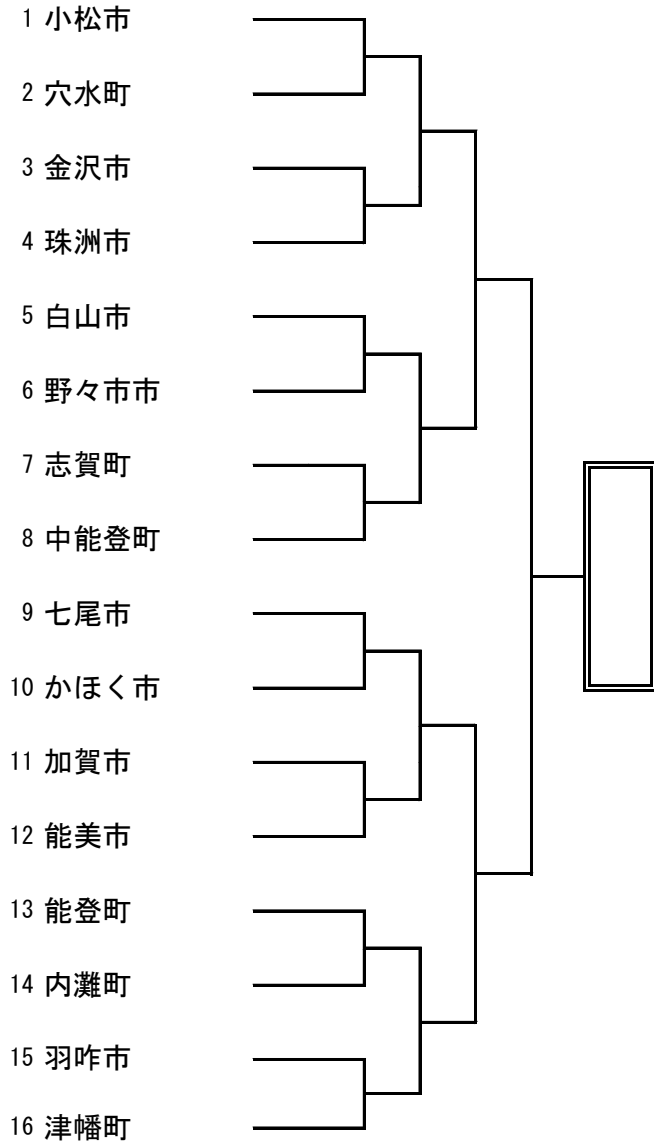 1 小松市
2 穴水町
3 金沢市
4 珠洲市
5 白山市
6 野々市市
7 志賀町
8 中能登町
9 七尾市
10 かほく市
11 加賀市
12 能美市
13 能登町
14 内灘町
15 羽咋市
16 津幡町